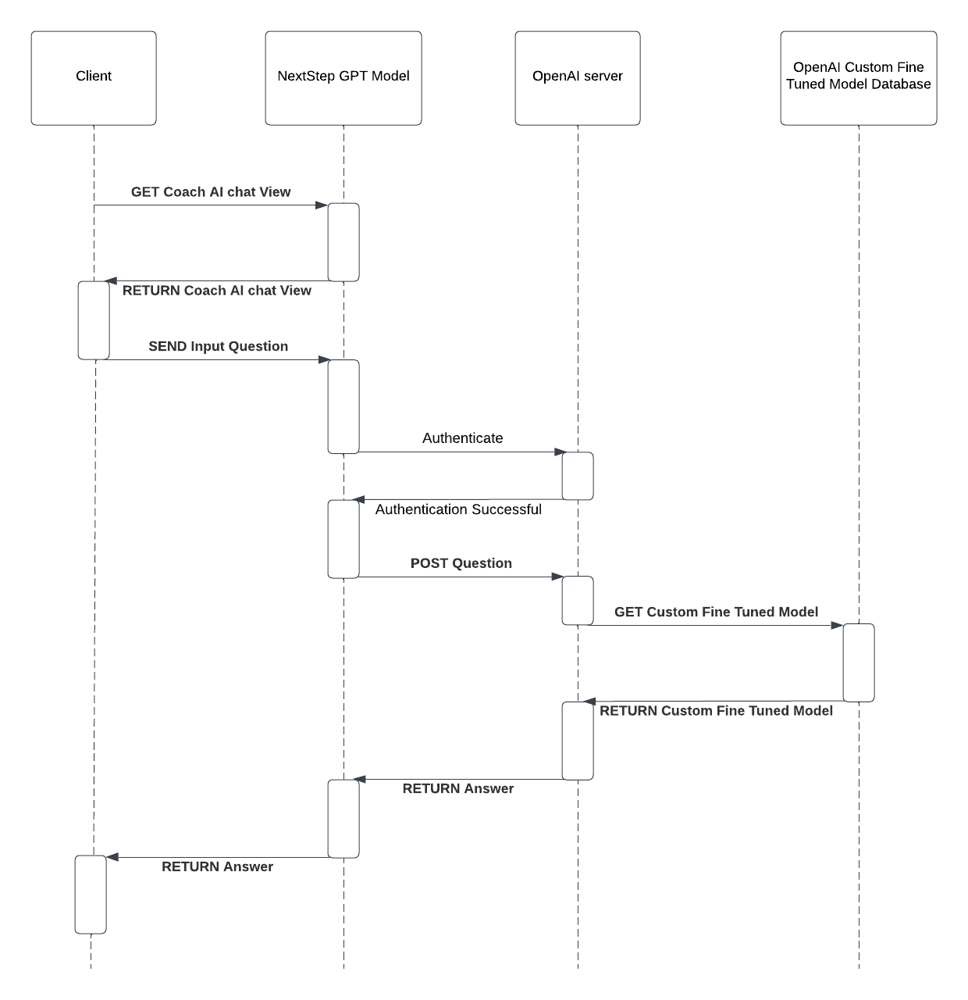 Client
NextStep GPT Model
OpenAI server
OpenAI Custom Fine
Tuned Model Database
GET Coach AI chat View
RETURN Coach AI chat View
SEND Input Question
Authenticate
Authentication Successful
POST Question
GET Custom Fine Tuned Model
RETURN Custom Fine Tuned Model
RETURN Answer
RETURN Answer